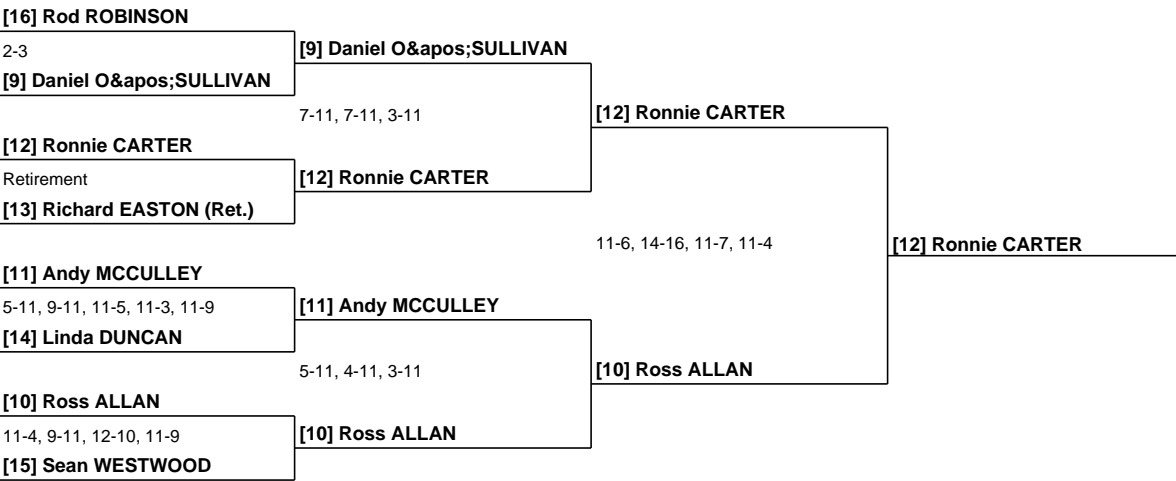 [16] Rod ROBINSON
2-3
[9] Daniel O&apos;SULLIVAN
[9] Daniel O&apos;SULLIVAN
7-11, 7-11, 3-11
[12] Ronnie CARTER
[12] Ronnie CARTER
Retirement
[12] Ronnie CARTER
[13] Richard EASTON (Ret.)
11-6, 14-16, 11-7, 11-4
[12] Ronnie CARTER
[11] Andy MCCULLEY
5-11, 9-11, 11-5, 11-3, 11-9
[11] Andy MCCULLEY
[14] Linda DUNCAN
5-11, 4-11, 3-11
[10] Ross ALLAN
[10] Ross ALLAN
11-4, 9-11, 12-10, 11-9
[10] Ross ALLAN
[15] Sean WESTWOOD